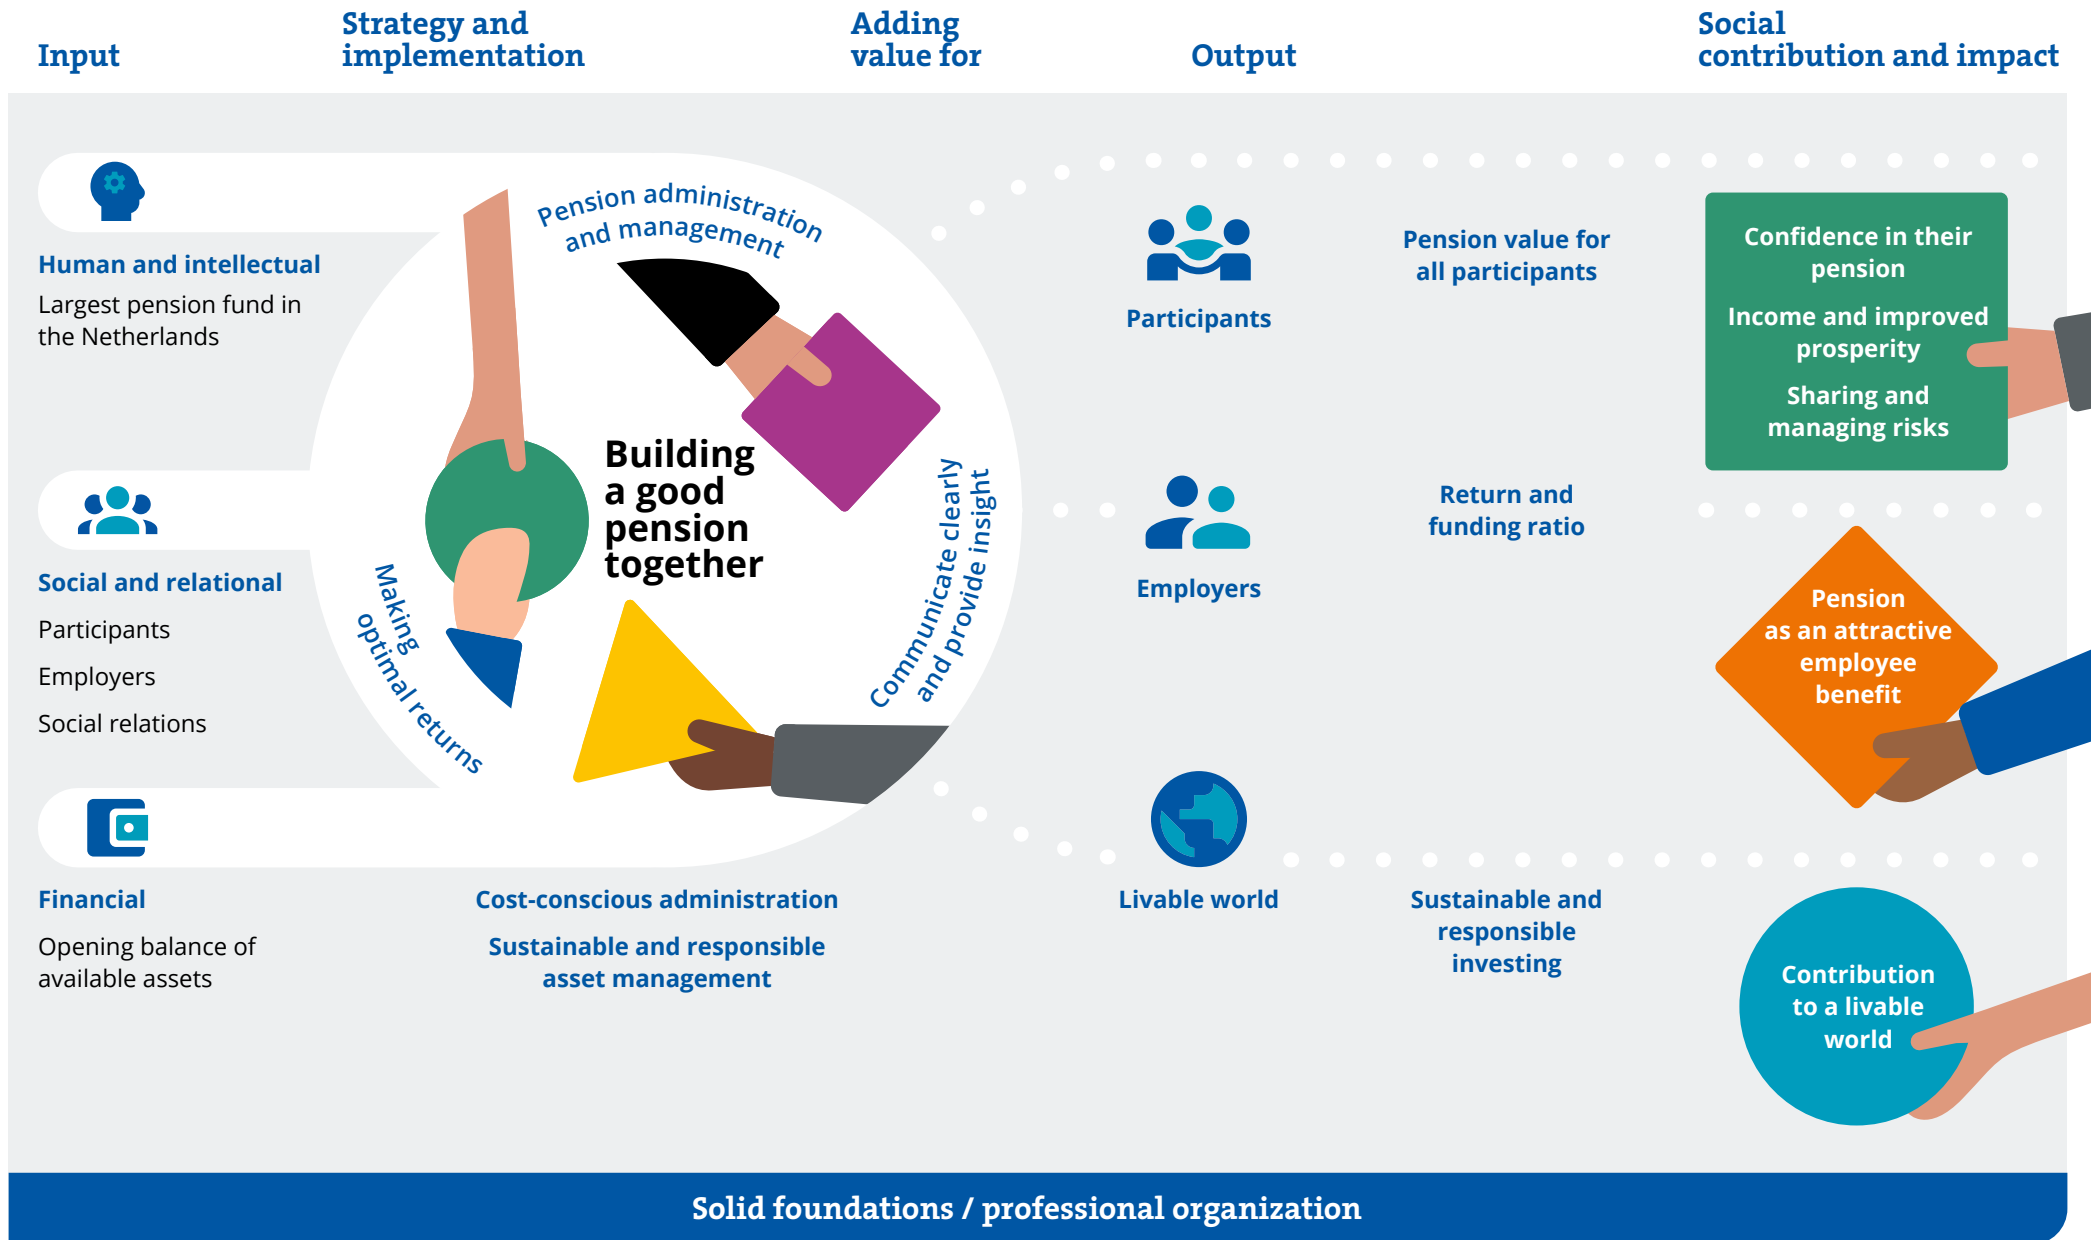 Input
Strategy and
implementation
Adding
value for
Output
Social
contribution and impact
Human and intellectual
Largest pension fund in
the Netherlands
Social and relational
Participants
Employers
Social relations
Financial
Opening balance of
available assets
Pension administration
and management
Building
a good
pension
together
Communicate clearly
and provide insight
Making
optimal returns
Cost-conscious administration
Sustainable and responsible
asset management
Participants
Employers
Livable world
Pension value for
all participants
Return and
funding ratio
Sustainable and
responsible
investing
Confidence in their
pension
Income and improved
prosperity
Sharing and
managing risks
Pension
as an attractive
employee
benefit
Contribution
to a livable
world
Solid foundations / professional organization